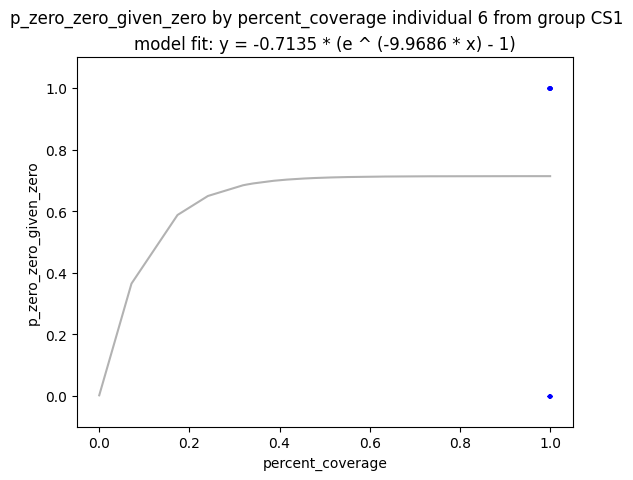 p_zero_zero_given_zero by percent_coverage individual 6 from group CS1
model fit: y = -0.7135 * (e ^ (-9.9686 * x) - 1)
1.0
0.8
0.6
0.4
0.2
0.0
p_zero_zero_given_zero
0.0 0.2 0.4 0.6 0.8 1.0
percent_coverage